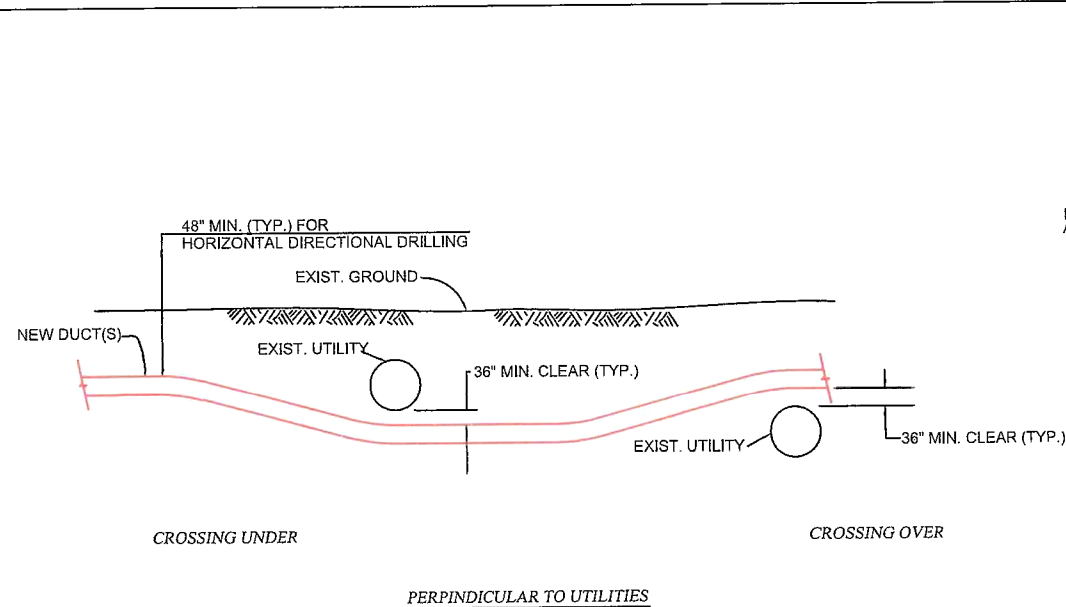 48" MIN. (TYP.) FOR
HORIZONTAL DIRECTIONAL DRILLING
EXIST. GROUND
NEW DUCT(S)
EXIST. UTILITY
36" MIN. CLEAR (TYP.)
EXIST. UTILITY
36" MIN. CLEAR (TYP.)
CROSSING UNDER
CROSSING OVER
PERPINDICULAR TO UTILITIES